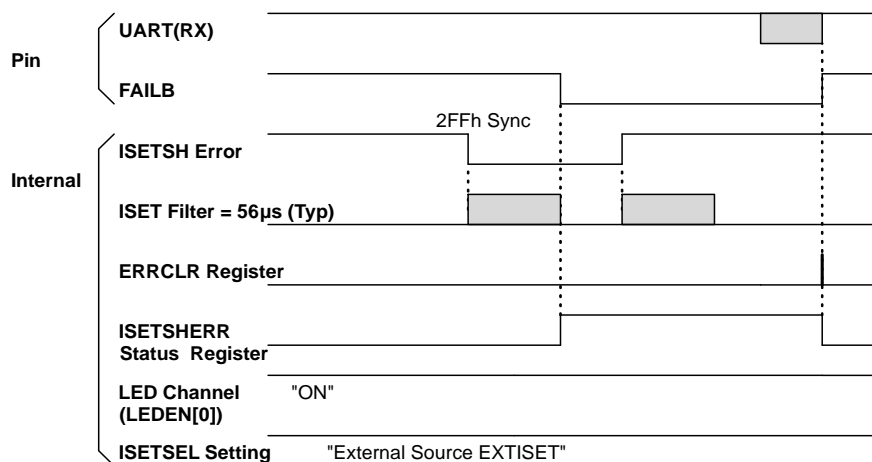 UART(RX)
Pin
FAILB
2FFh Sync
ISETSH Error
Internal
ISET Filter = 56µs (Typ)
ERRCLR Register
ISETSHERR
Status Register
LED Channel "ON"
(LEDEN[0])
ISETSEL Setting "External Source EXTISET"